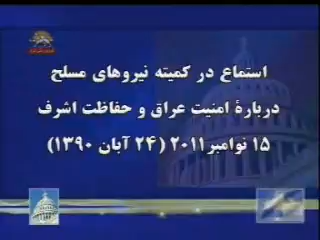 استماع در کمیته نیروهای مسلح
دربارهٔ امنیت عراق و حفاظت اشرف
۱۵ نوامبر ۲۰۱۱ (۲۴ آبان ۱۳۹۰)